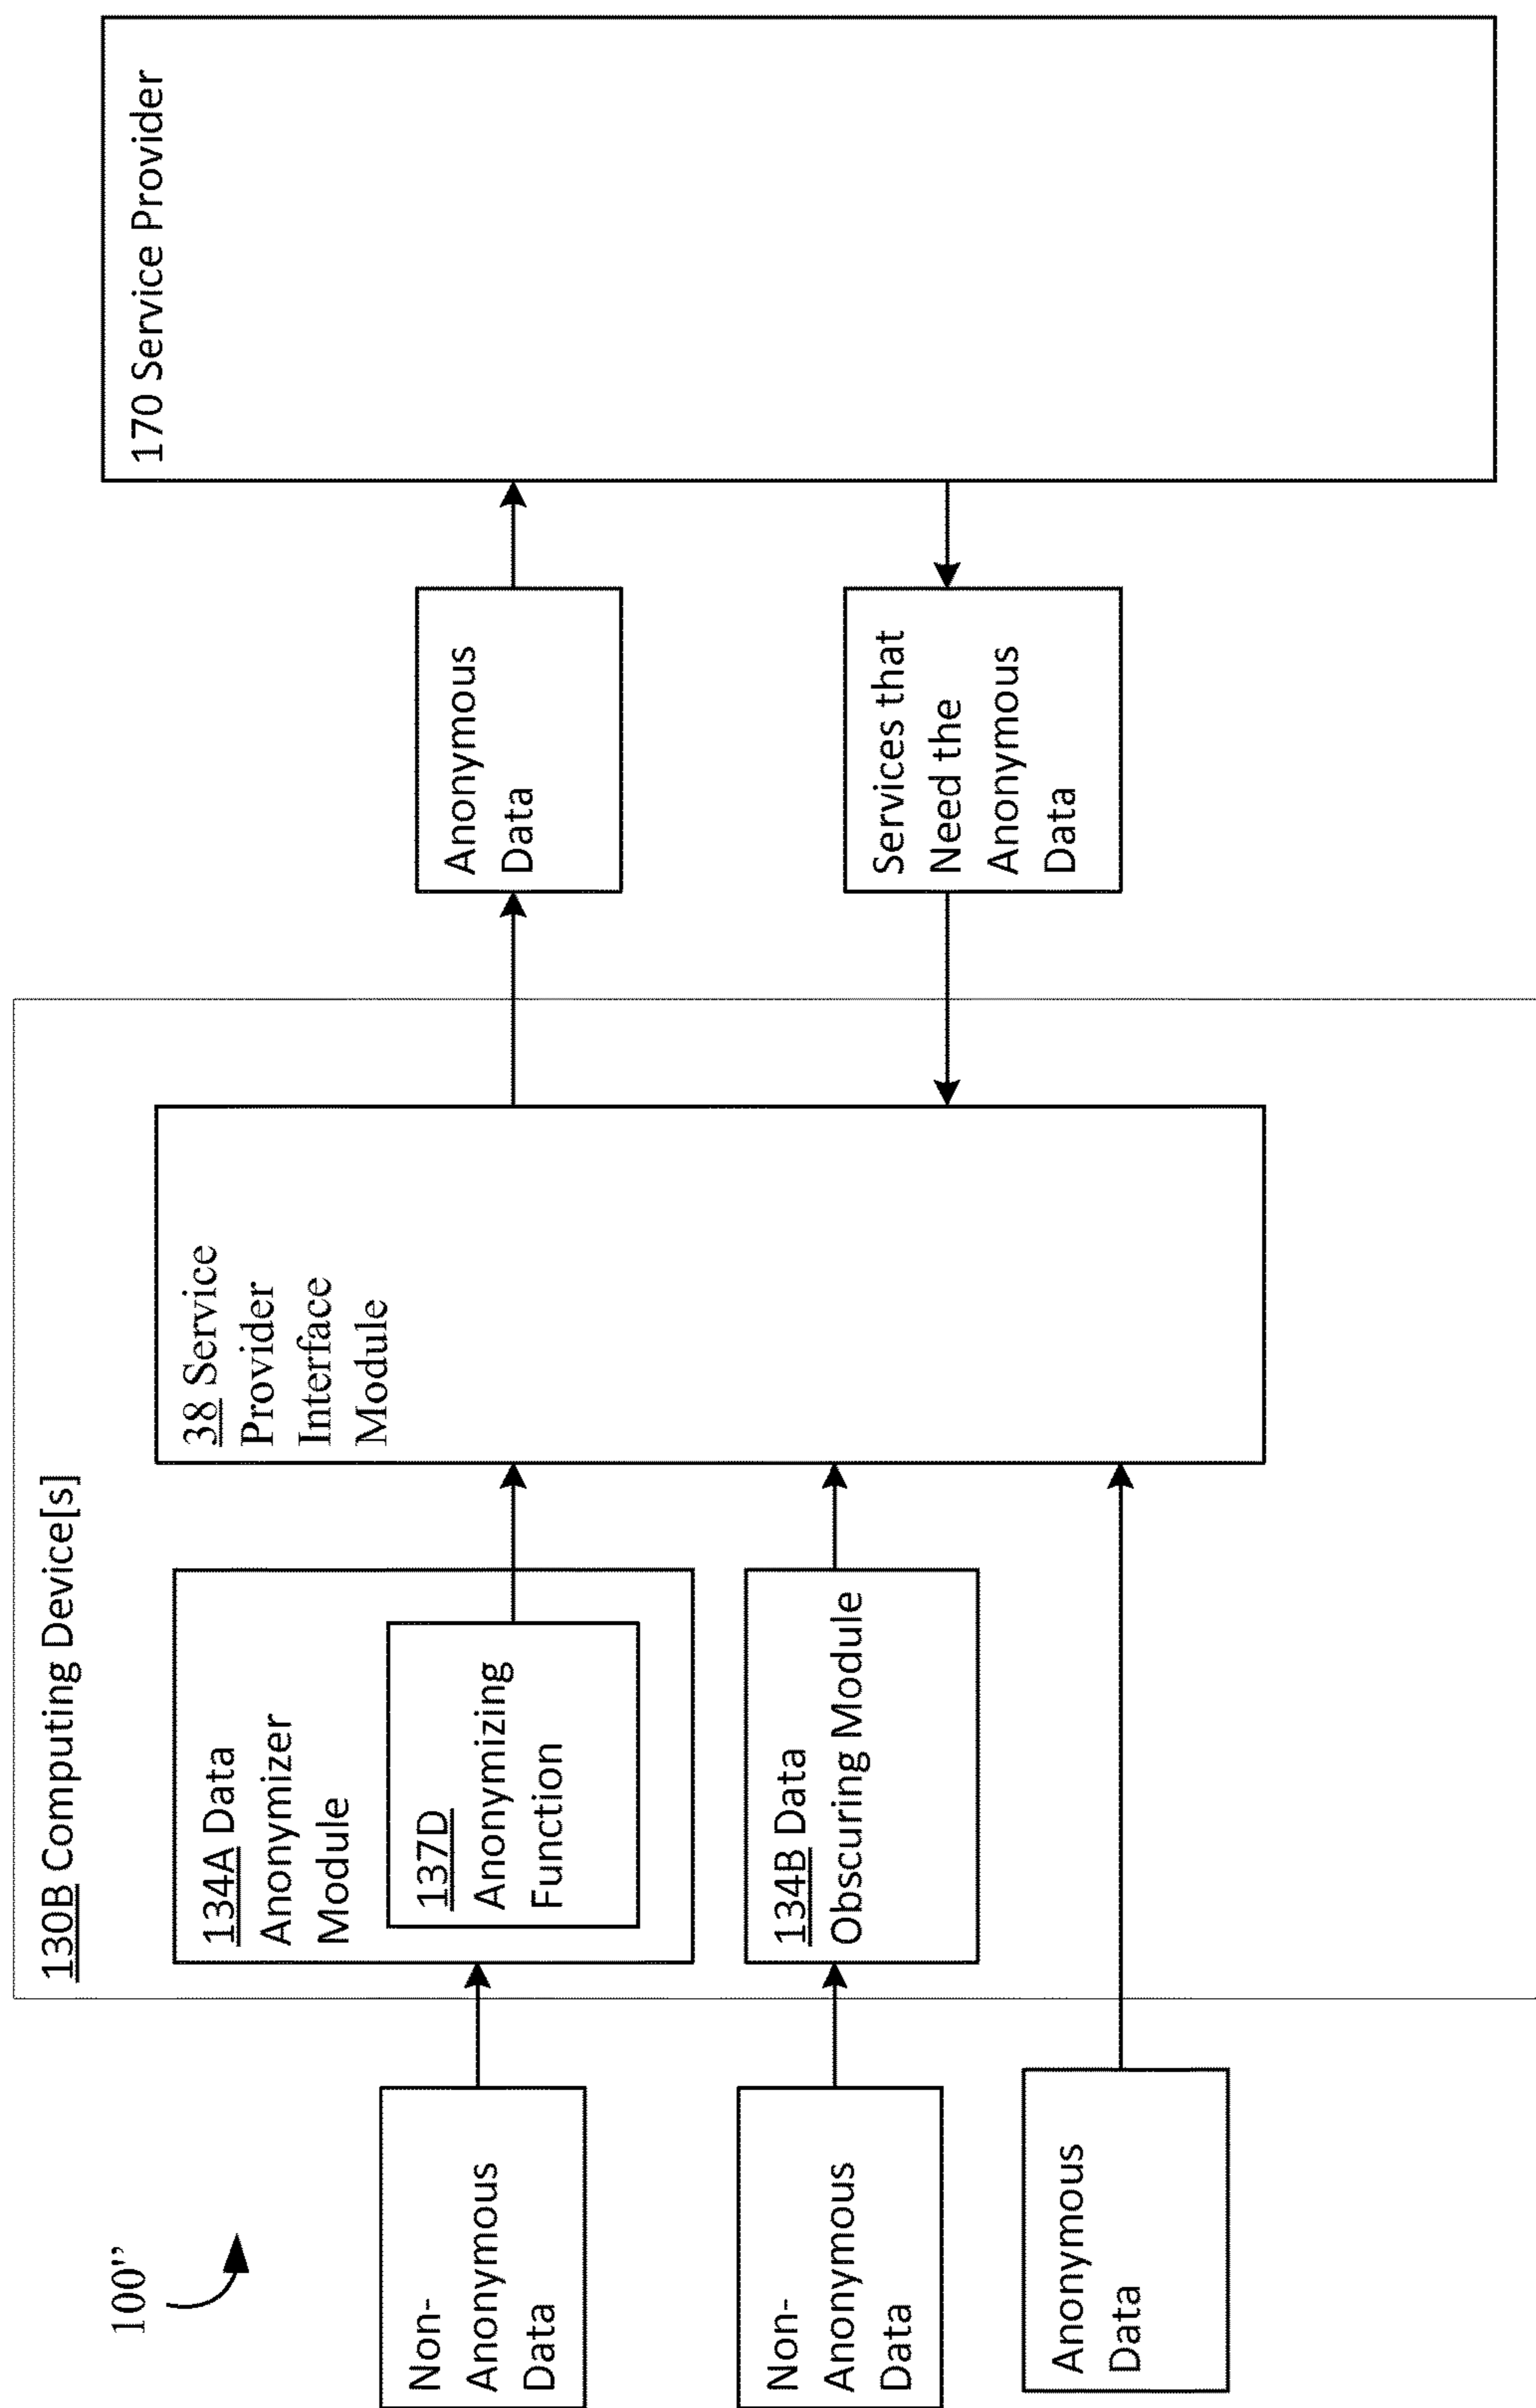 100"
130B Computing Device[s]
170 Service Provider
Non-
Anonymous
Data
134A Data
Anonymizer
Module
137D
Anonymizing
Function
38 Service
Provider
Interface
Module
Anonymous
Data
Non-
Anonymous
Data
134B Data
Obscuring Module
Services that
Need the
Anonymous
Data
Anonymous
Data